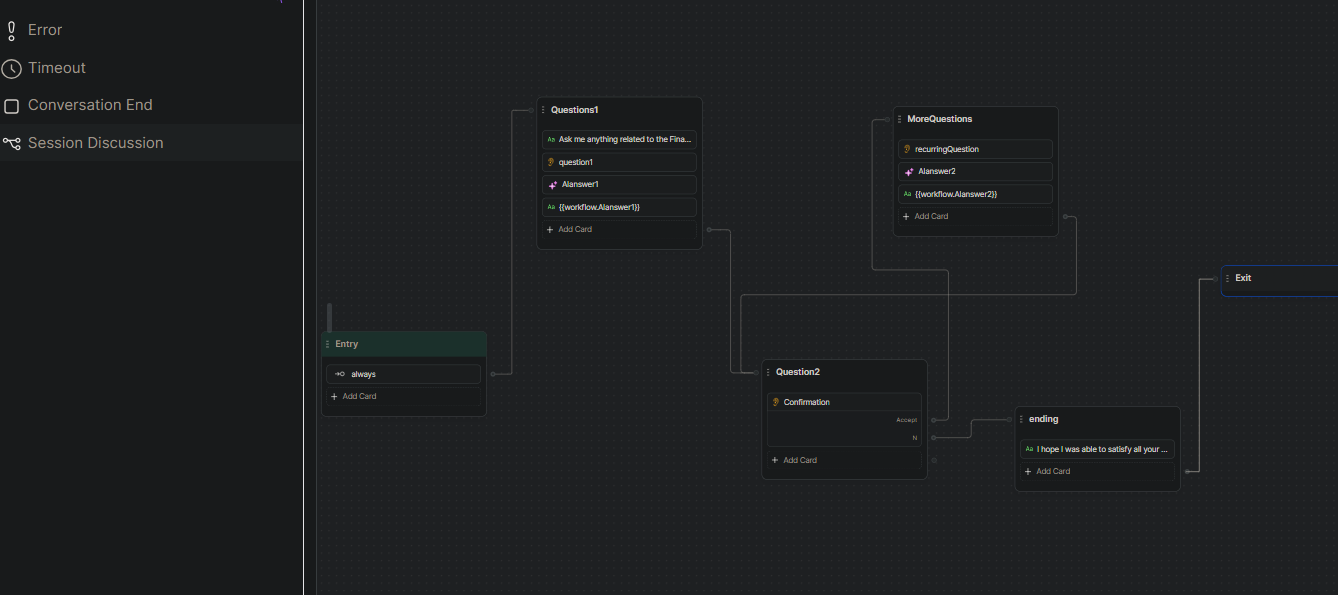 Error
Timeout
Conversation End
Session Discussion
Entry
always
Add Card
Questions1
Aa Ask me anything related to the Fina...
question1
AIanswer1
Aa {{workflow.AIanswer1}}
Add Card
Question2
Confirmation
Accept
N
Add Card
MoreQuestions
recurringQuestion
AIanswer2
Aa {{workflow.AIanswer2}}
Add Card
ending
Aa I hope I was able to satisfy all your ...
Add Card
Exit